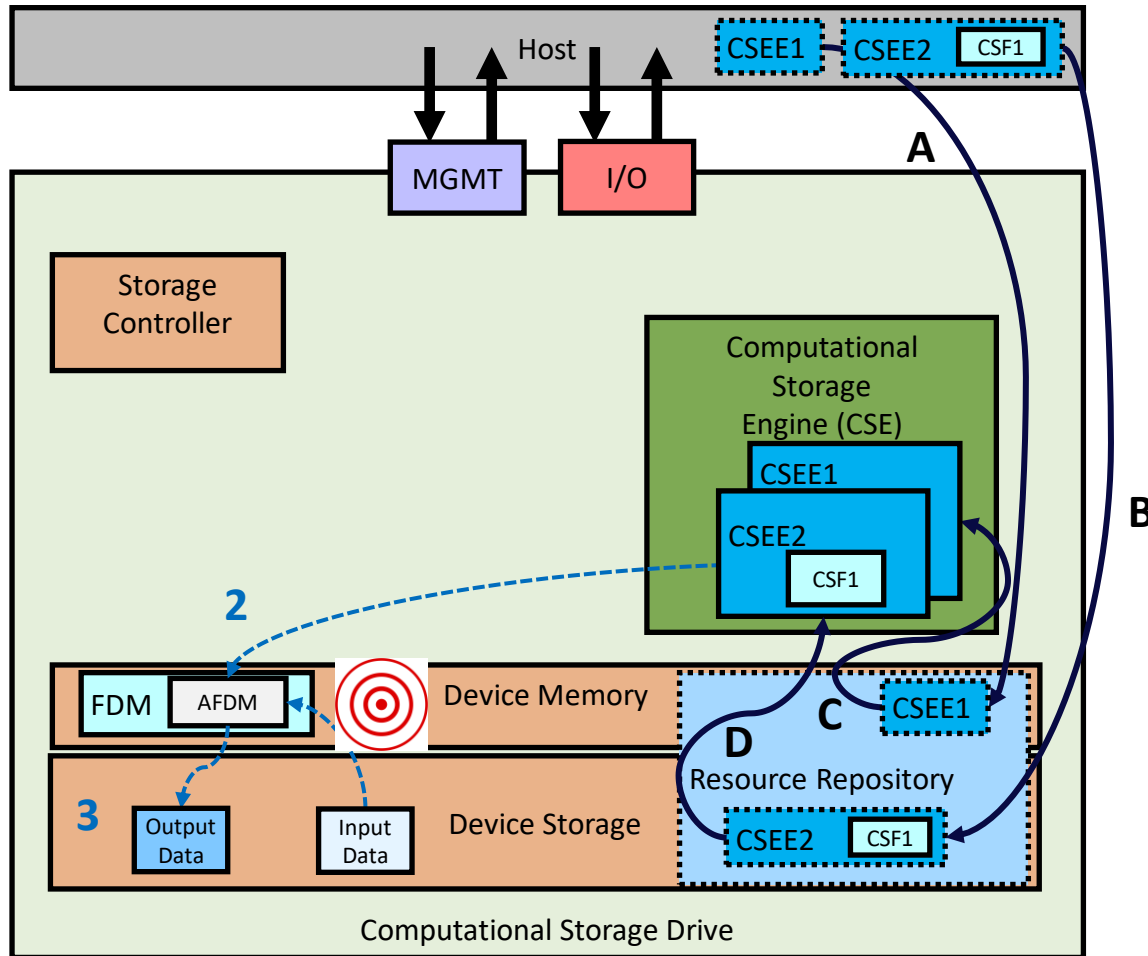 Host
CSEE1
CSEE2
CSF1
A
MGMT
I/O
Storage
Controller
Computational
Storage
Engine (CSE)
CSEE1
CSEE2
CSF1
B
2
FDM
AFDM
Device Memory
CSEE1
C
D
Resource Repository
3
Output
Data
Input
Data
Device Storage
CSEE2
CSF1
Computational Storage Drive